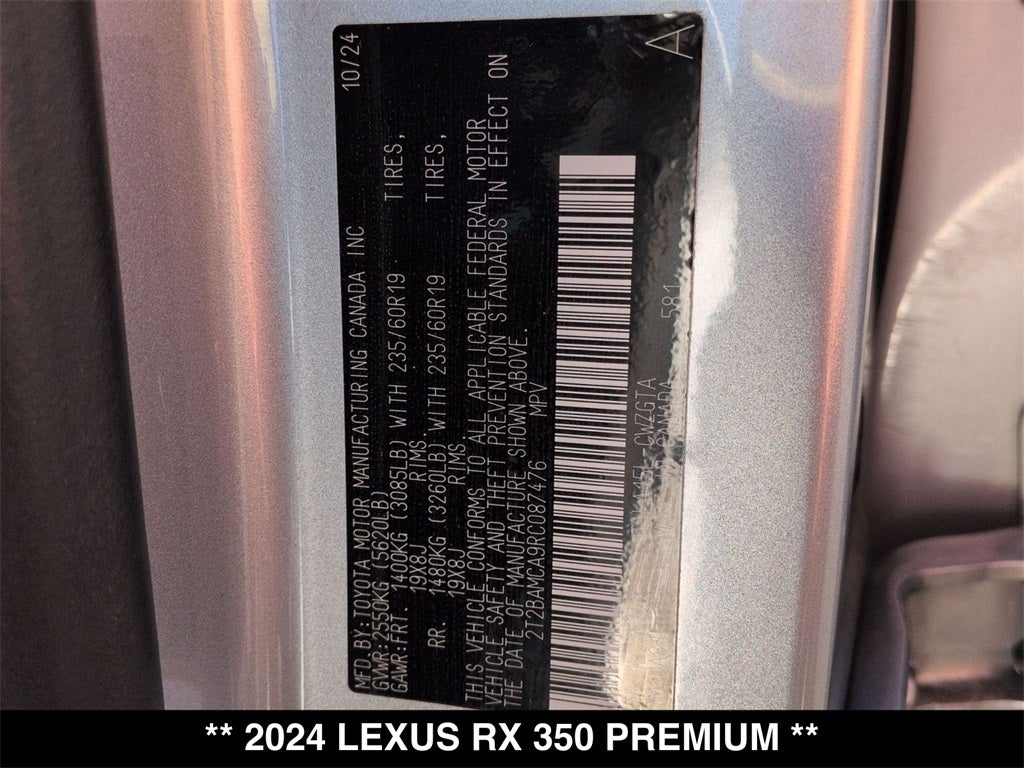 MFD.BY:TOYOTA MOTOR MANUFACTURING CANADA INC 10/24
GVWR:2550KG (5620LB)
GAWR:FRT. 1400KG (3085LB) WITH 235/60R19 TIRES,
19X8J RIMS.
RR. 1480KG (3260LB) WITH 235/60R19 TIRES,
19X8J RIMS.
THIS VEHICLE CONFORMS TO ALL APPLICABLE FEDERAL MOTOR
VEHICLE SAFETY AND THEFT PREVENTION STANDARDS IN EFFECT ON
THE DATE OF MANUFACTURE SHOWN ABOVE.
2T2BAMCA9RC087476 MPV
CWZGTA
CANADA 581
A
** 2024 LEXUS RX 350 PREMIUM **